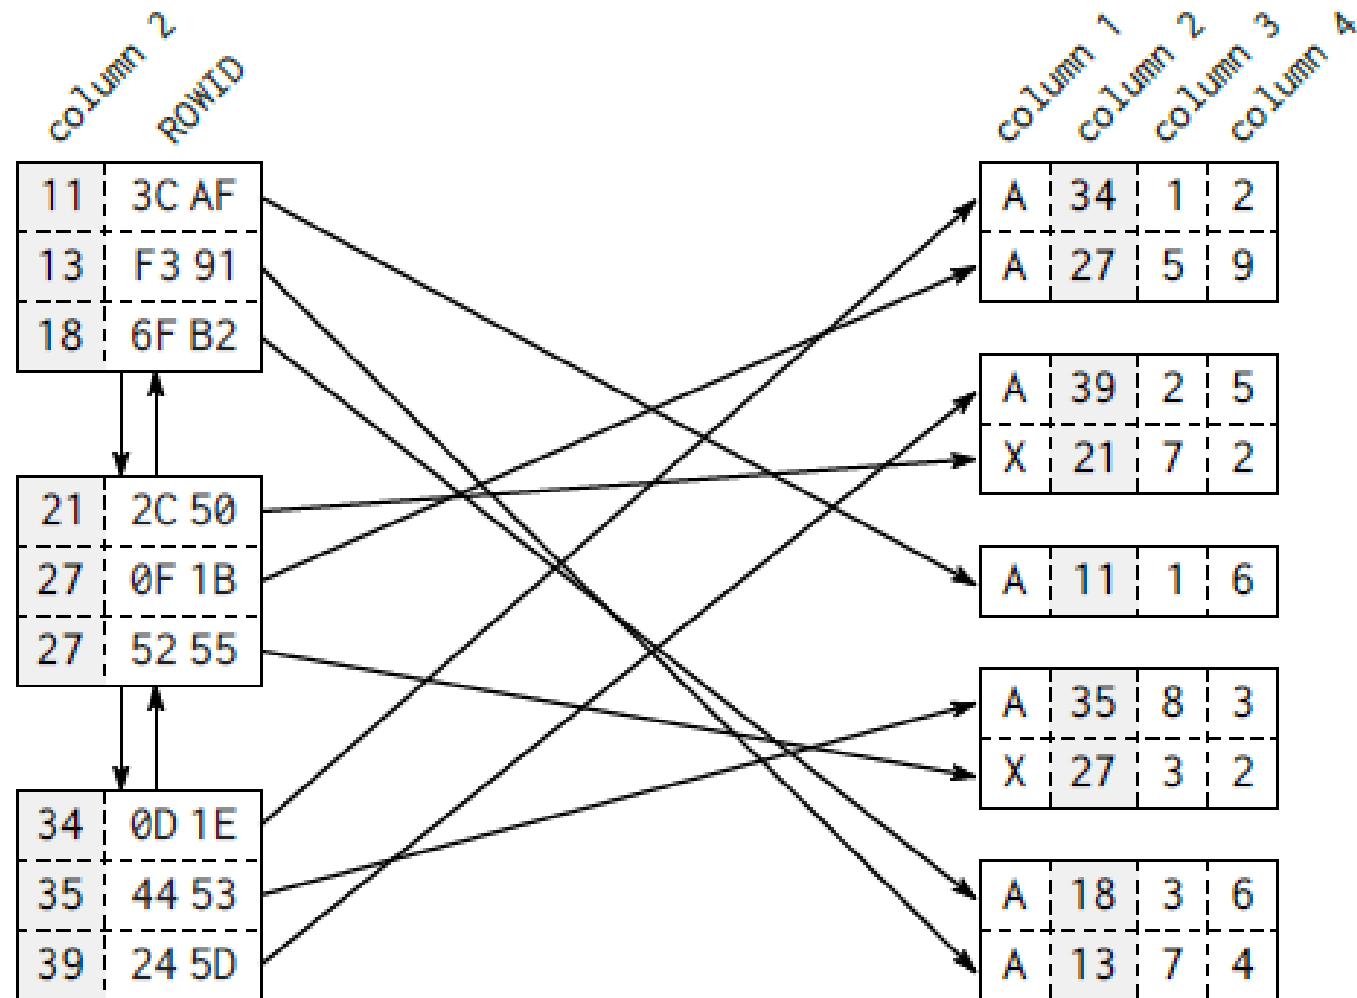 column 2 ROWID
11 3C AF
13 F3 91
18 6F B2
21 2C 50
27 0F 1B
27 52 55
34 0D 1E
35 44 53
39 24 5D
column 1 column 2 column 3 column 4
A 34 1 2
A 27 5 9
A 39 2 5
X 21 7 2
A 11 1 6
A 35 8 3
X 27 3 2
A 18 3 6
A 13 7 4